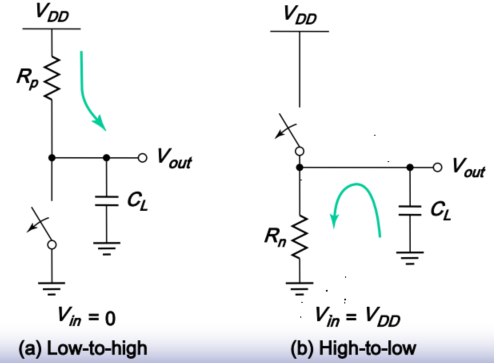 V_DD
R_p
V_out
C_L
V_in = 0
(a) Low-to-high
V_DD
V_out
C_L
R_n
V_in = V_DD
(b) High-to-low